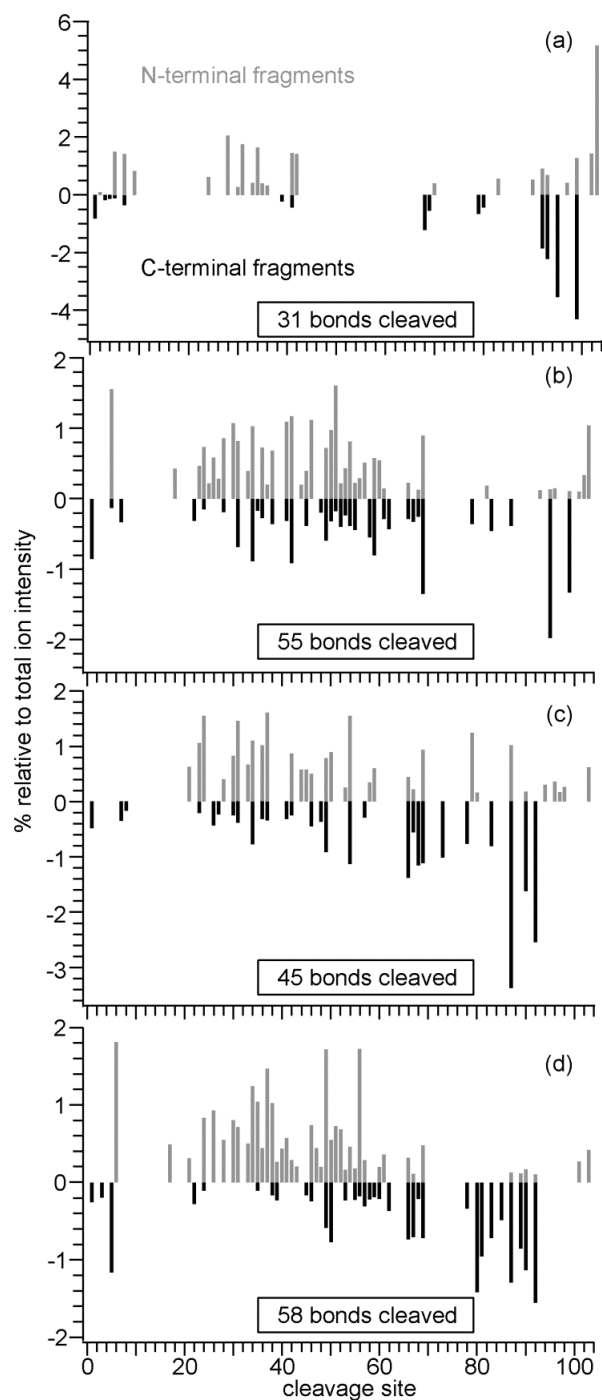 % relative to total ion intensity
6
4
2
0
-2
-4
(a)
N-terminal fragments
C-terminal fragments
31 bonds cleaved
2
1
0
-1
-2
(b)
55 bonds cleaved
2
1
0
-1
-2
-3
(c)
45 bonds cleaved
2
1
0
-1
-2
(d)
58 bonds cleaved
0 20 40 60 80 100
cleavage site